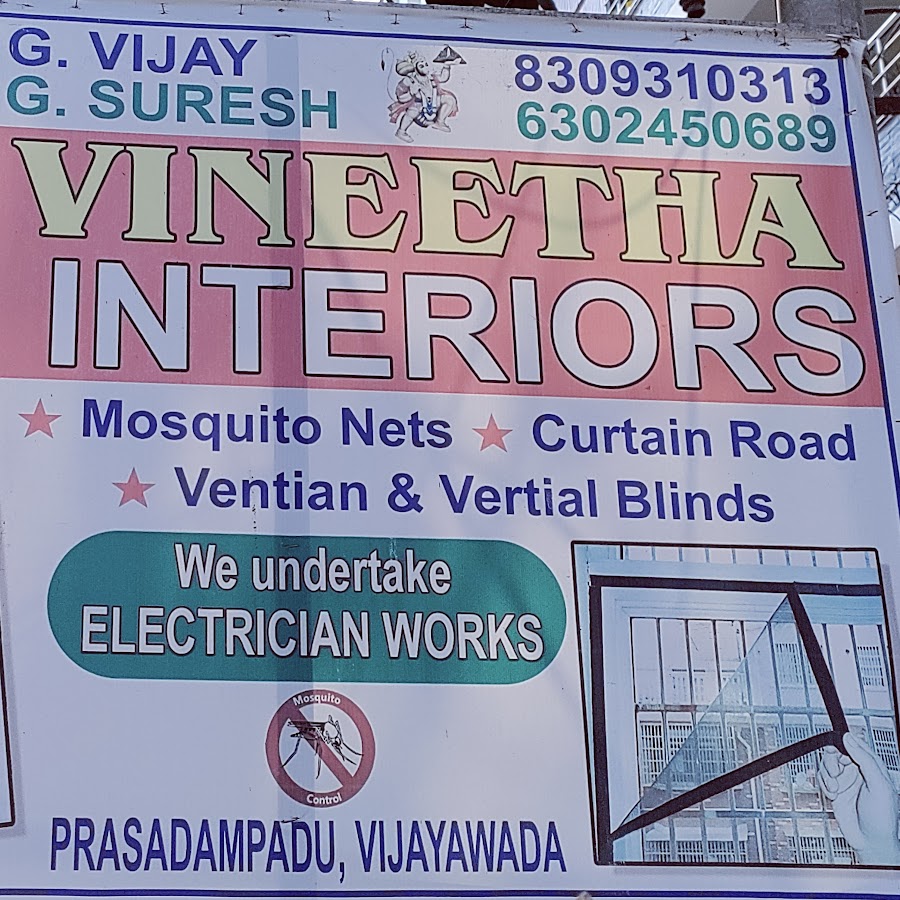 G. VIJAY 8309310313
G. SURESH 6302450689
VINEETHA
INTERIORS
Mosquito Nets Curtain Road
Ventian & Vertial Blinds
We undertake
ELECTRICIAN WORKS
Mosquito
Control
PRASADAMPADU, VIJAYAWADA